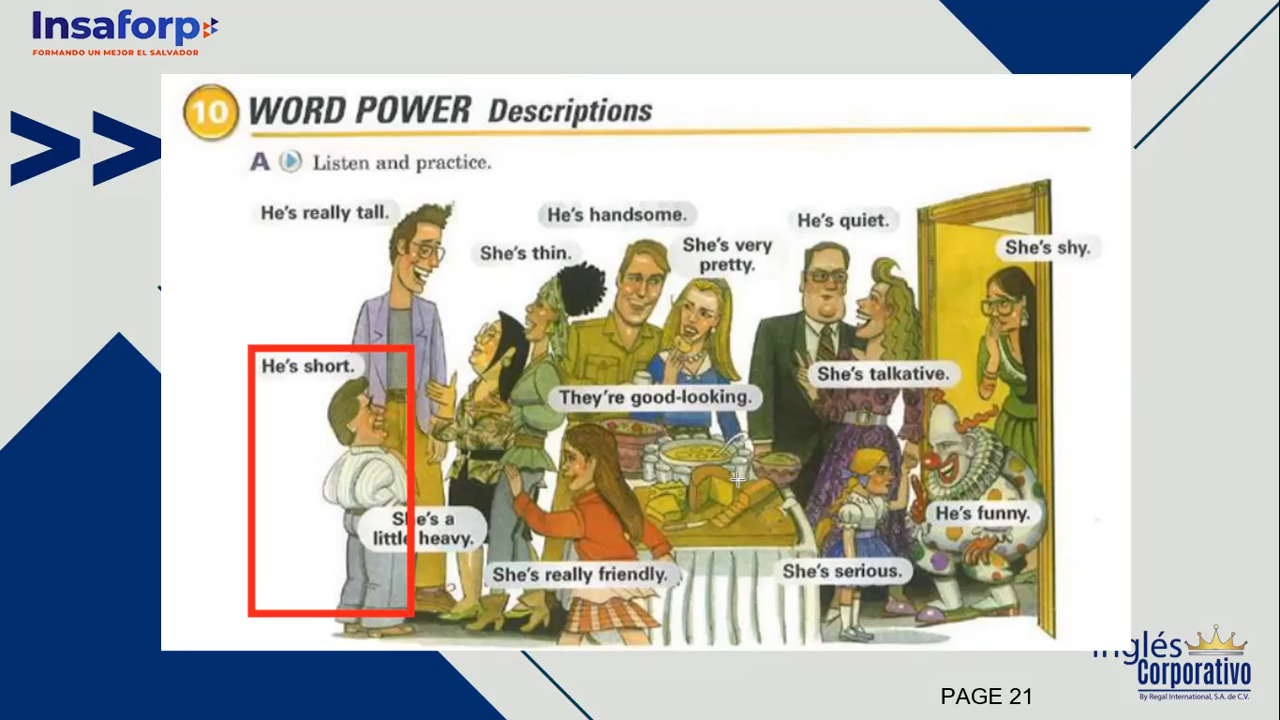 Insaforp
FORMANDO UN MEJOR EL SALVADOR
10 WORD POWER Descriptions
A Listen and practice.
He's really tall.
He's handsome.
He's quiet.
She's thin.
She's very
pretty.
She's shy.
He's short.
They're good-looking.
She's talkative.
She's a
little heavy.
He's funny.
She's really friendly.
She's serious.
Inglés
Corporativo
By Regal International, S.A. de C.V.
PAGE 21